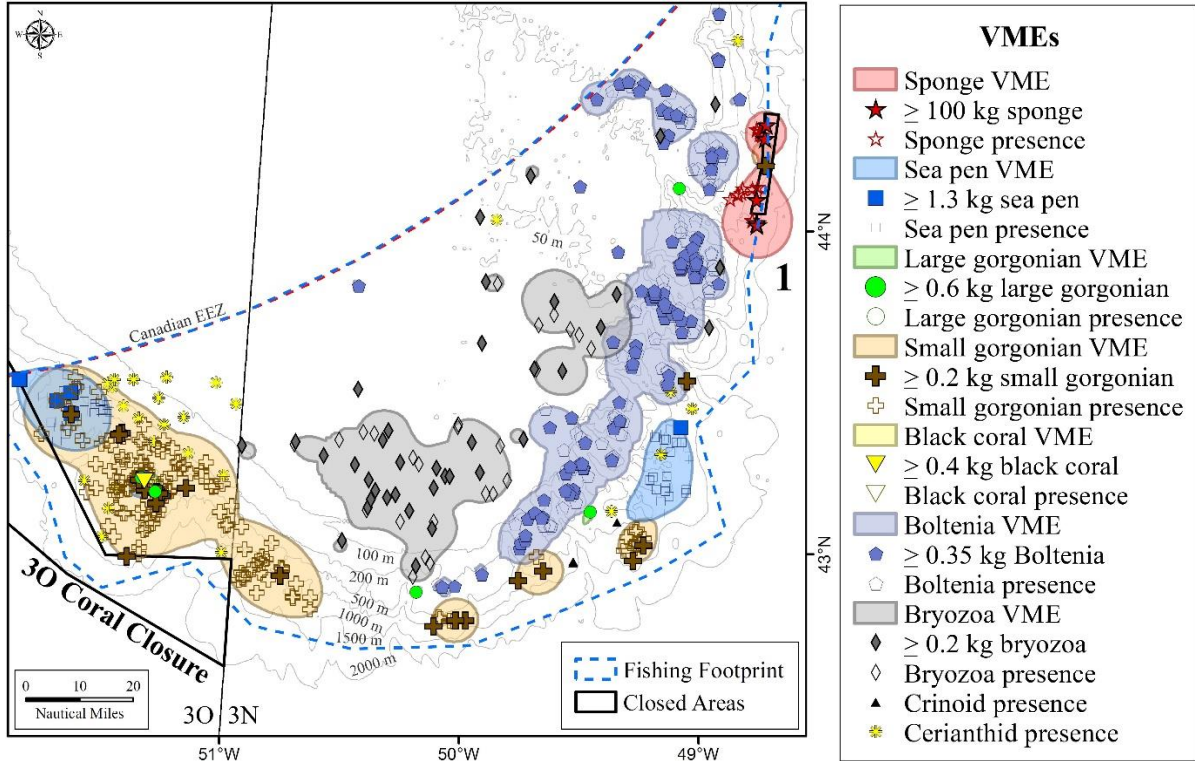 N
W E
S
50 m
44°N
1
Canadian EEZ
100 m
200 m
500 m
1000 m
1500 m
2000 m
43°N
3O Coral Closure
0 10 20
Nautical Miles
3O 3N
Fishing Footprint
Closed Areas
51°W 50°W 49°W
VMEs
Sponge VME
≥ 100 kg sponge
Sponge presence
Sea pen VME
≥ 1.3 kg sea pen
Sea pen presence
Large gorgonian VME
≥ 0.6 kg large gorgonian
Large gorgonian presence
Small gorgonian VME
≥ 0.2 kg small gorgonian
Small gorgonian presence
Black coral VME
≥ 0.4 kg black coral
Black coral presence
Boltenia VME
≥ 0.35 kg Boltenia
Boltenia presence
Bryozoa VME
≥ 0.2 kg bryozoa
Bryozoa presence
Crinoid presence
Cerianthid presence